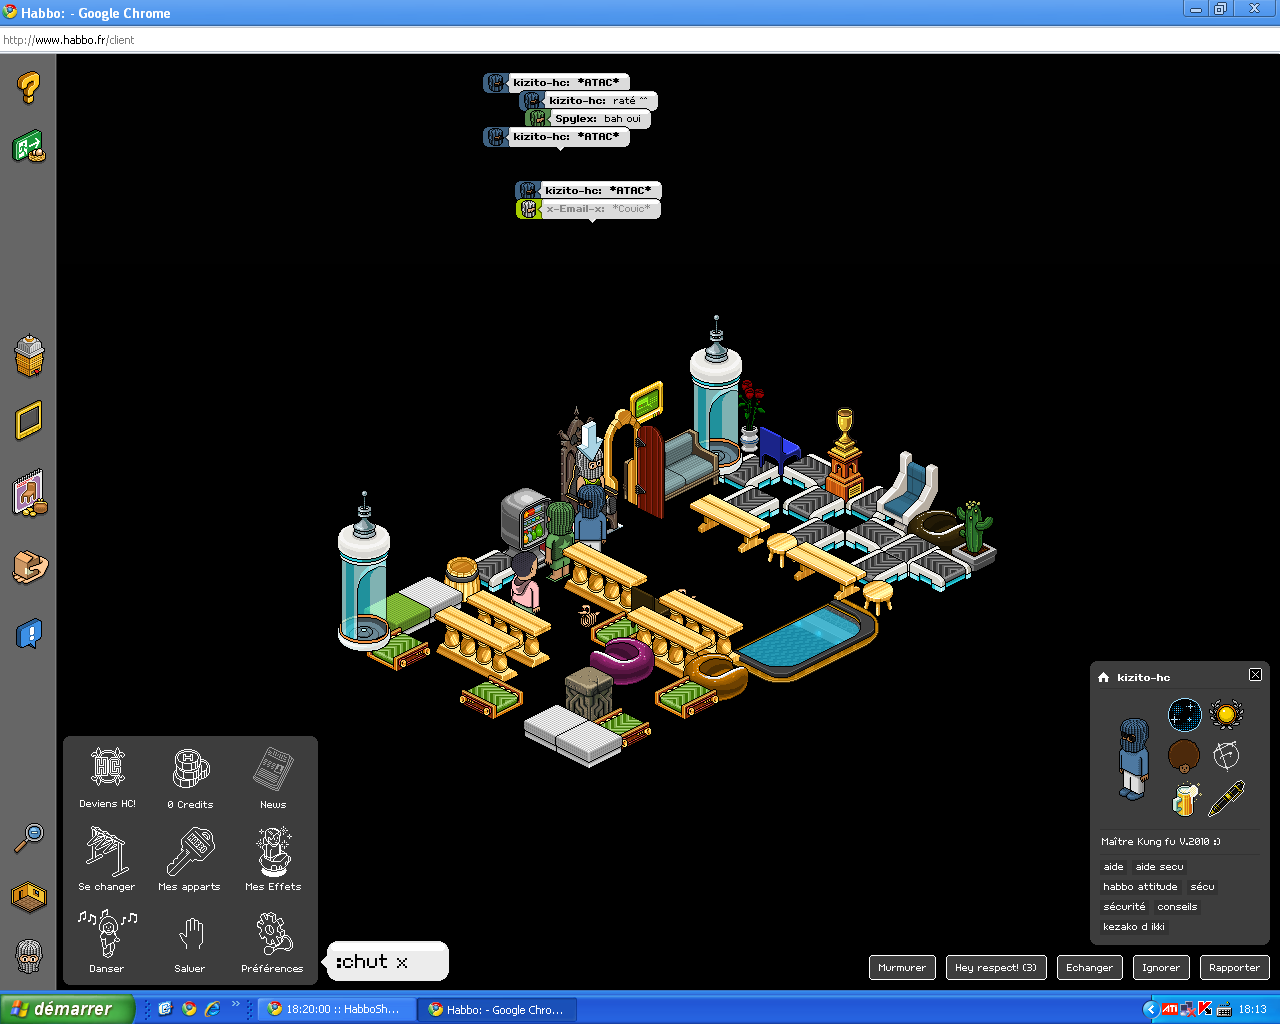 Habbo: - Google Chrome
http://www.habbo.fr/client
kizito-hc: *ATAC*
kizito-hc: raté ^^
Spylex: bah oui
kizito-hc: *ATAC*
kizito-hc: *ATAC*
x-Email-x: *Couic*
kizito-hc
Maître Kung fu V.2010 :)
aide aide secu
habbo attitude sécu
sécurité conseils
kezako d ikki
HC
Deviens HC! 0 Credits News
Se changer Mes apparts Mes Effets
Danser Saluer Préférences
:chut x
Murmurer Hey respect! (3) Echanger Ignorer Rapporter
démarrer 18:20:00 :: HabboSh... Habbo: - Google Chro... ATI 18:13